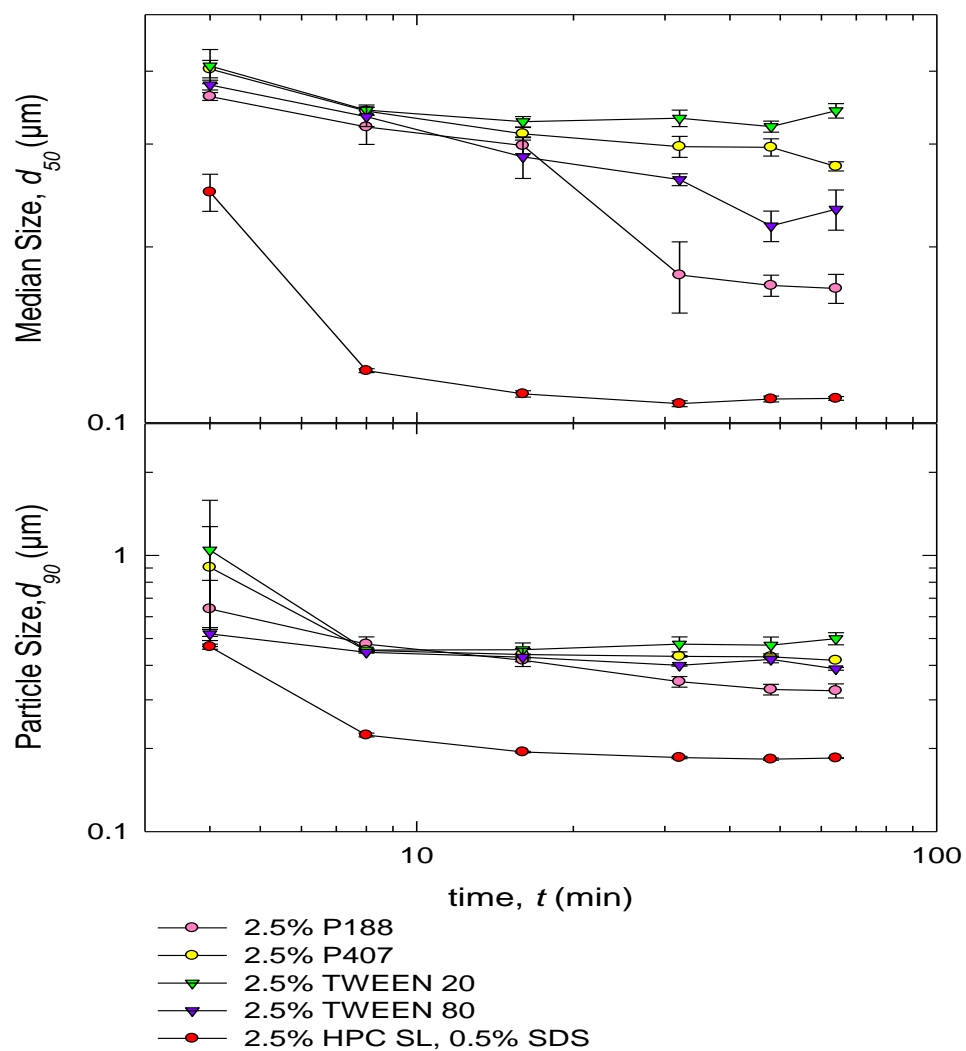 Median Size, d50 (μm)
0.1
Particle Size,d90 (μm)
1
0.1
10
100
time, t (min)
2.5% P188
2.5% P407
2.5% TWEEN 20
2.5% TWEEN 80
2.5% HPC SL, 0.5% SDS